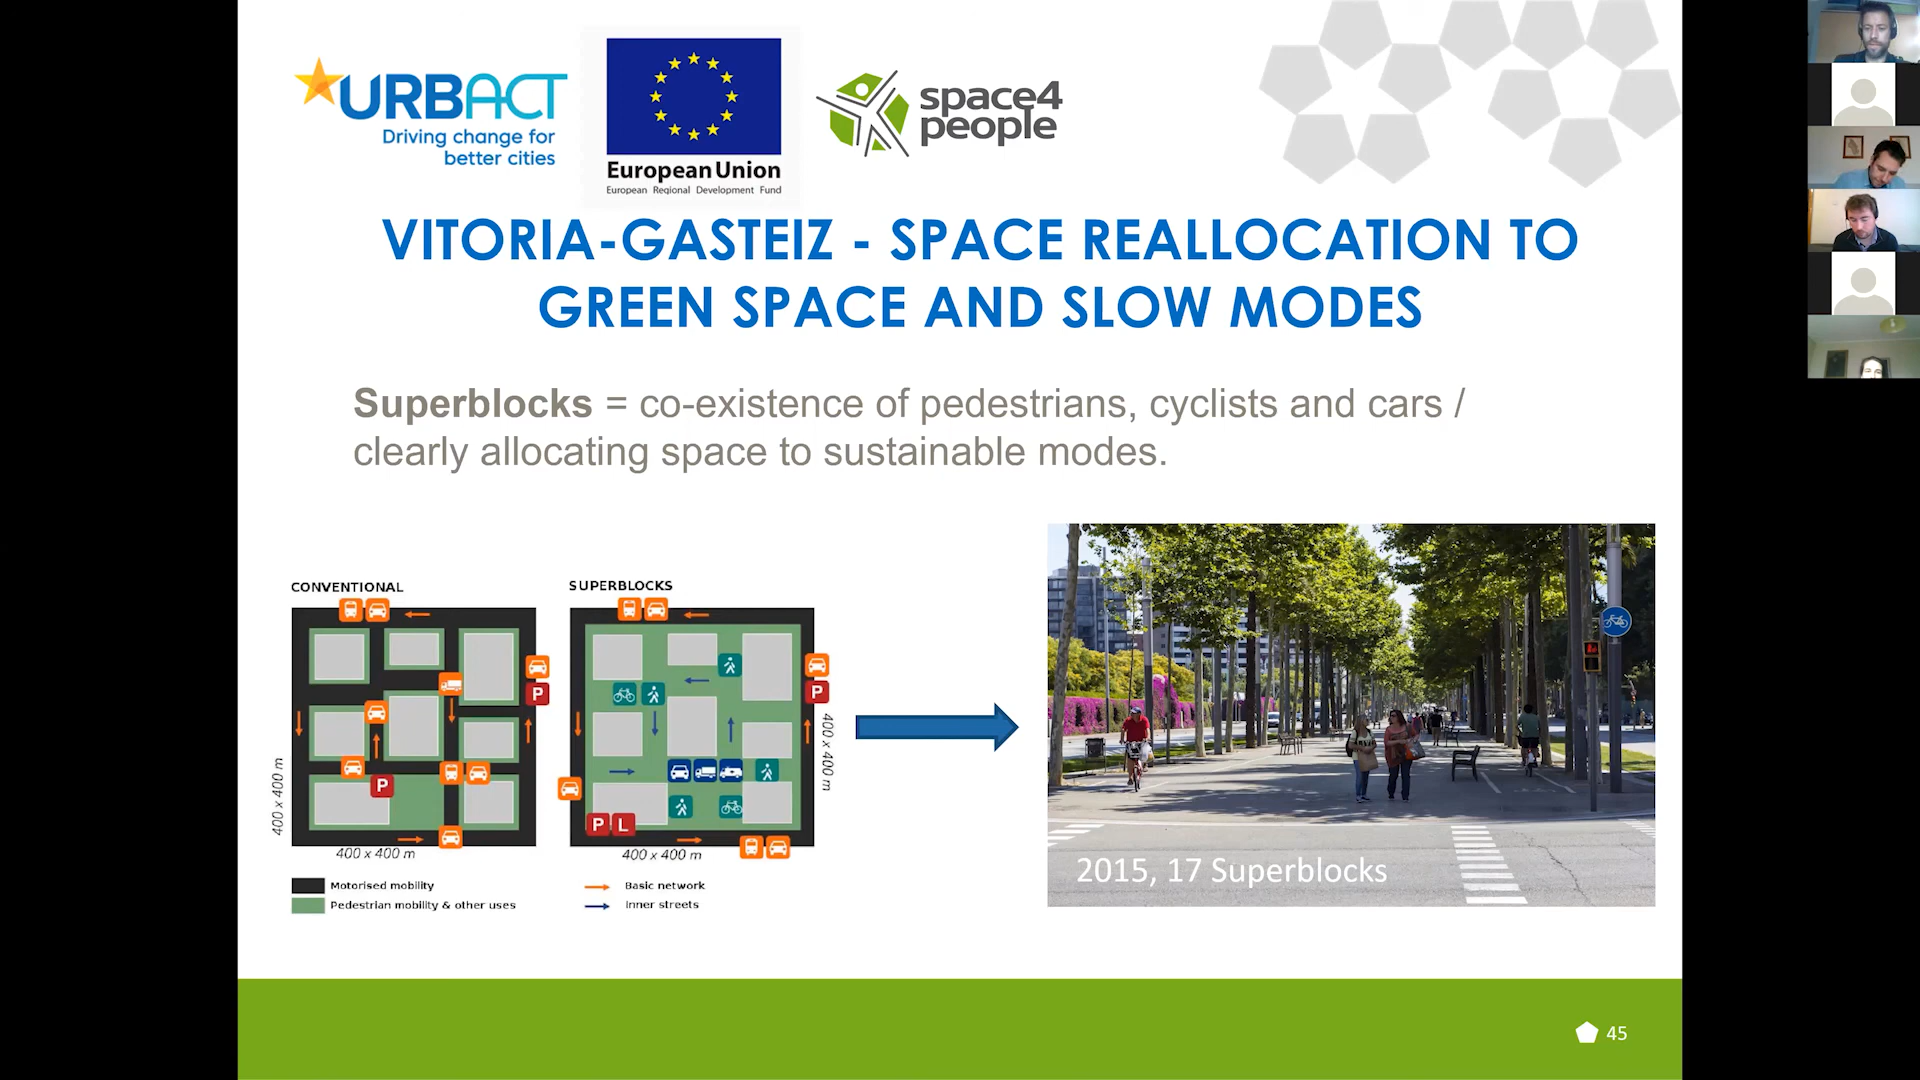 URBACT
Driving change for
better cities
European Union
European Regional Development Fund
space4
people
VITORIA-GASTEIZ - SPACE REALLOCATION TO
GREEN SPACE AND SLOW MODES
Superblocks = co-existence of pedestrians, cyclists and cars /
clearly allocating space to sustainable modes.
CONVENTIONAL
SUPERBLOCKS
P
P
P
P L
400 x 400 m
400 x 400 m
400 x 400 m
400 x 400 m
Motorised mobility
Pedestrian mobility & other uses
Basic network
Inner streets
2015, 17 Superblocks
45